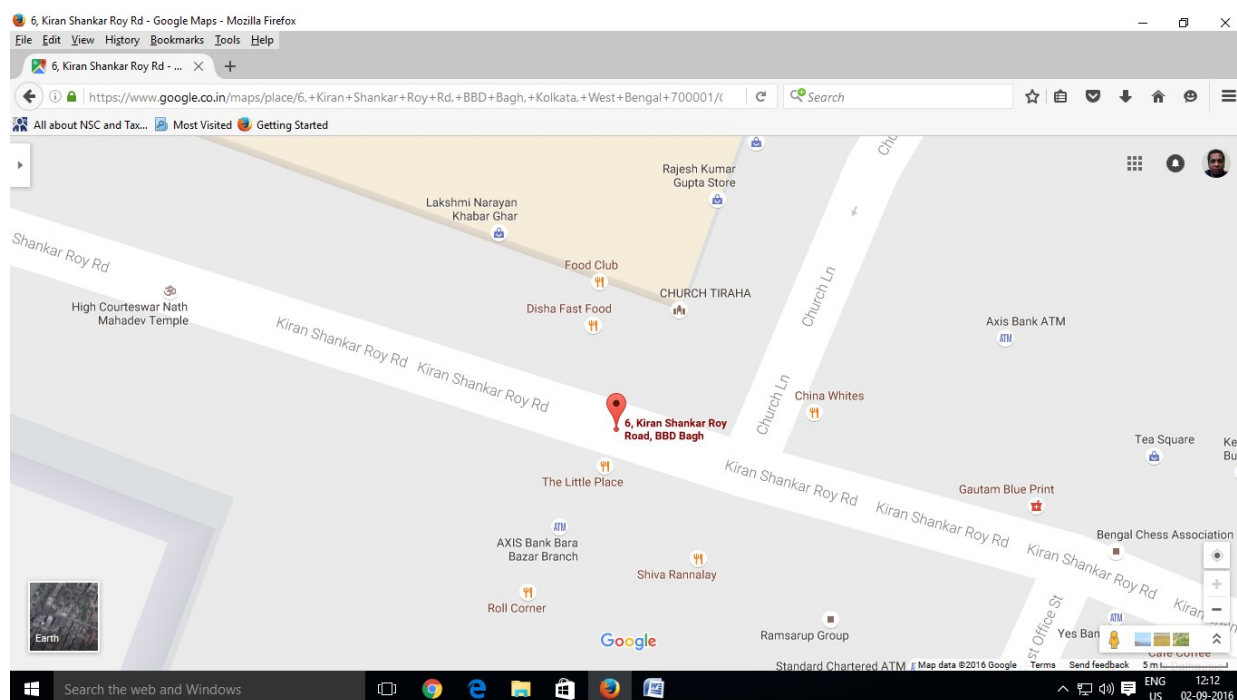 6, Kiran Shankar Roy Rd - Google Maps - Mozilla Firefox
File Edit View History Bookmarks Tools Help
6, Kiran Shankar Roy Rd - ...
https://www.google.co.in/maps/place/6,+Kiran+Shankar+Roy+Rd,+BBD+Bagh,+Kolkata,+West+Bengal+700001/
Search
All about NSC and Tax... Most Visited Getting Started
Church Ln
Rajesh Kumar
Gupta Store
Lakshmi Narayan
Khabar Ghar
Shankar Roy Rd
Food Club
CHURCH TIRAHA
High Courteswar Nath
Mahadev Temple
Disha Fast Food
Church Ln
Axis Bank ATM
ATM
Kiran Shankar Roy Rd
Kiran Shankar Roy Rd
China Whites
6, Kiran Shankar Roy
Road, BBD Bagh
Tea Square
The Little Place
Kiran Shankar Roy Rd
Gautam Blue Print
Kiran Shankar Roy Rd
ATM
AXIS Bank Bara
Bazar Branch
Bengal Chess Association
Kiran Shankar Roy Rd
Shiva Rannalay
Roll Corner
Kiran
ATM
Earth
Google
Ramsarup Group
Office St
Yes Ban
Standard Chartered ATM
Map data ©2016 Google Terms Send feedback 5 m
Search the web and Windows
ENG
US
12:12
02-09-2016